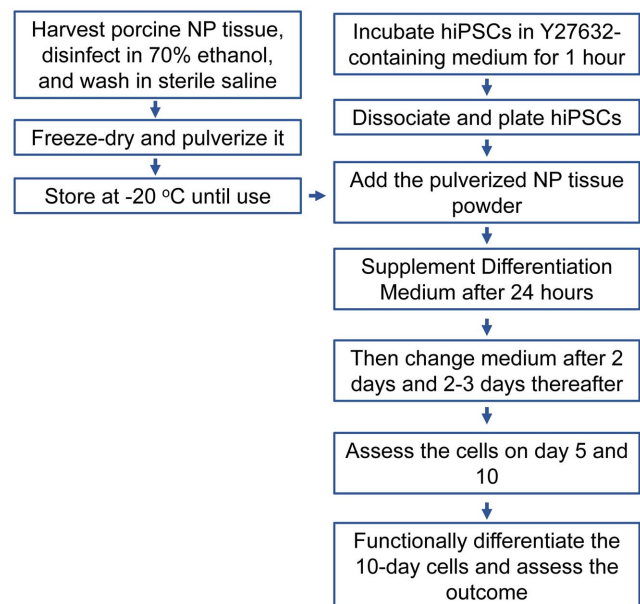 Harvest porcine NP tissue,
disinfect in 70% ethanol,
and wash in sterile saline
Freeze-dry and pulverize it
Store at -20 ºC until use
Incubate hiPSCs in Y27632-
containing medium for 1 hour
Dissociate and plate hiPSCs
Add the pulverized NP tissue
powder
Supplement Differentiation
Medium after 24 hours
Then change medium after 2
days and 2-3 days thereafter
Assess the cells on day 5 and
10
Functionally differentiate the
10-day cells and assess the
outcome